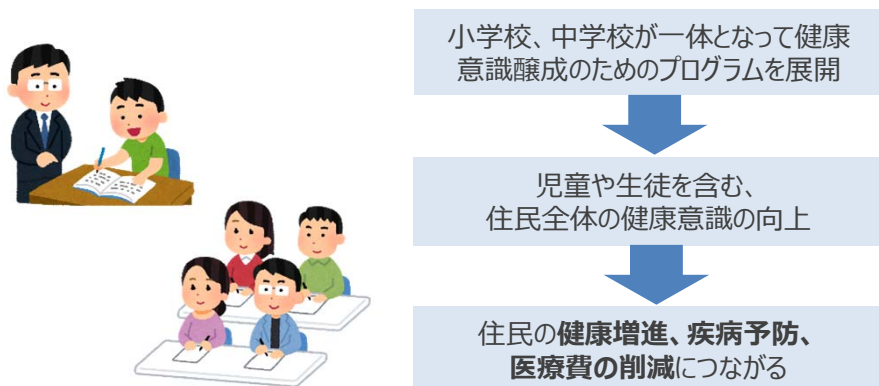 小学校、中学校が一体となって健康
意識醸成のためのプログラムを展開
児童や生徒を含む、
住民全体の健康意識の向上
住民の健康増進、疾病予防、
医療費の削減につながる